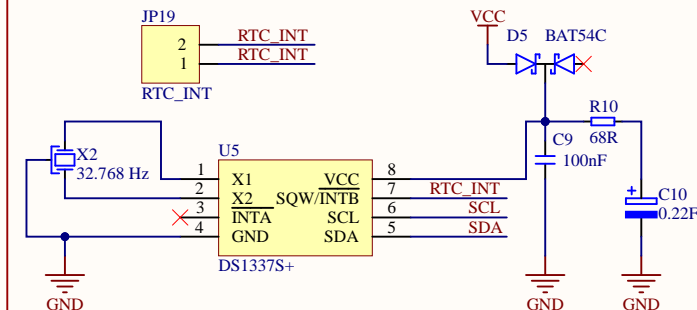 JP19
VCC
D5 BAT54C
2 RTC_INT
1 RTC_INT
RTC_INT
R10
68R
C9
100nF
X2
32.768 Hz
U5
1 X1 VCC 8
2 X2 SQW/INTB 7 RTC_INT
3 INTA SCL 6 SCL
4 GND SDA 5 SDA
DS1337S+
+
C10
0.22F
GND
GND
GND